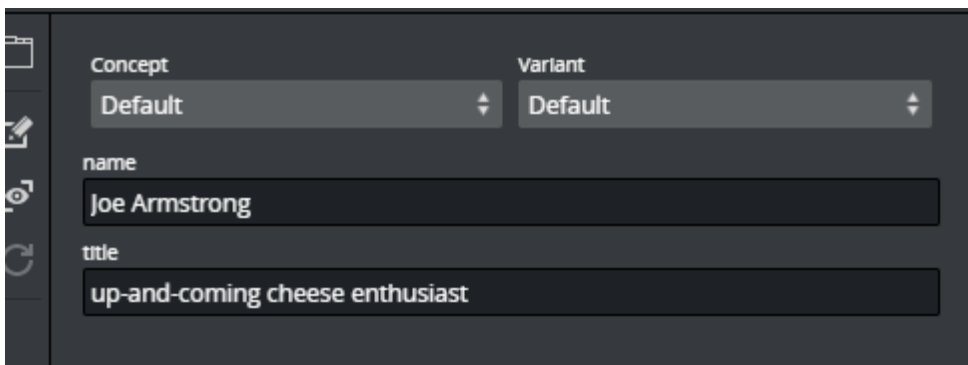 Concept
Variant
Default
Default
name
Joe Armstrong
title
up-and-coming cheese enthusiast